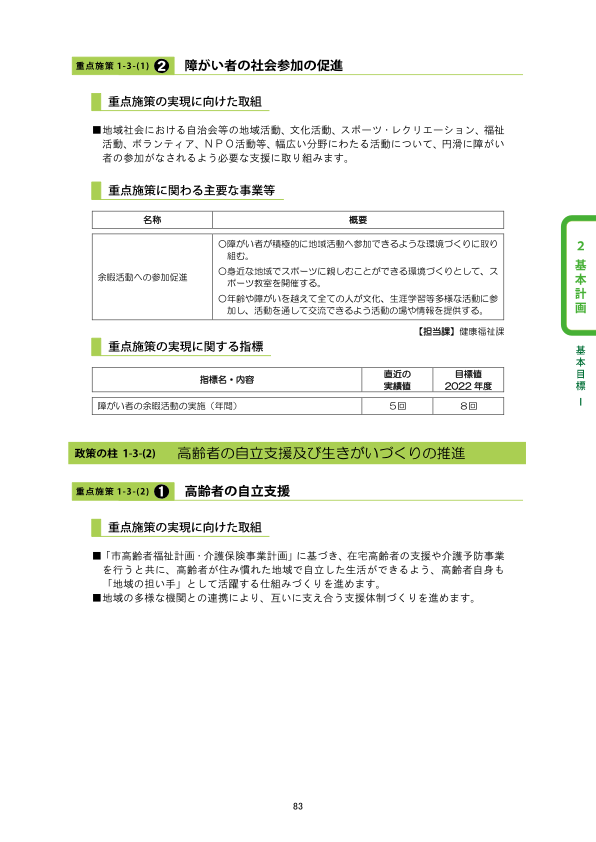 重点施策 1-3-(1) ❷ 障がい者の社会参加の促進
重点施策の実現に向けた取組
■地域社会における自治会等の地域活動、文化活動、スポーツ・レクリエーション、福祉
活動、ボランティア、ＮＰＯ活動等、幅広い分野にわたる活動について、円滑に障がい
者の参加がなされるよう必要な支援に取り組みます。
重点施策に関わる主要な事業等
名称 概要
余暇活動への参加促進
○障がい者が積極的に地域活動へ参加できるような環境づくりに取り
組む。
○身近な地域でスポーツに親しむことができる環境づくりとして、ス
ポーツ教室を開催する。
○年齢や障がいを越えて全ての人が文化、生涯学習等多様な活動に参
加し、活動を通して交流できるよう活動の場や情報を提供する。
【担当課】健康福祉課
重点施策の実現に関する指標
指標名・内容 直近の実績値 目標値 2022 年度
障がい者の余暇活動の実施（年間） ５回 ８回
政策の柱 1-3-(2) 高齢者の自立支援及び生きがいづくりの推進
重点施策 1-3-(2) ❶ 高齢者の自立支援
重点施策の実現に向けた取組
■「市高齢者福祉計画・介護保険事業計画」に基づき、在宅高齢者の支援や介護予防事業
を行うと共に、高齢者が住み慣れた地域で自立した生活ができるよう、高齢者自身も
「地域の担い手」として活躍する仕組みづくりを進めます。
■地域の多様な機関との連携により、互いに支え合う支援体制づくりを進めます。
2 基本計画
基本目標 Ⅰ
83